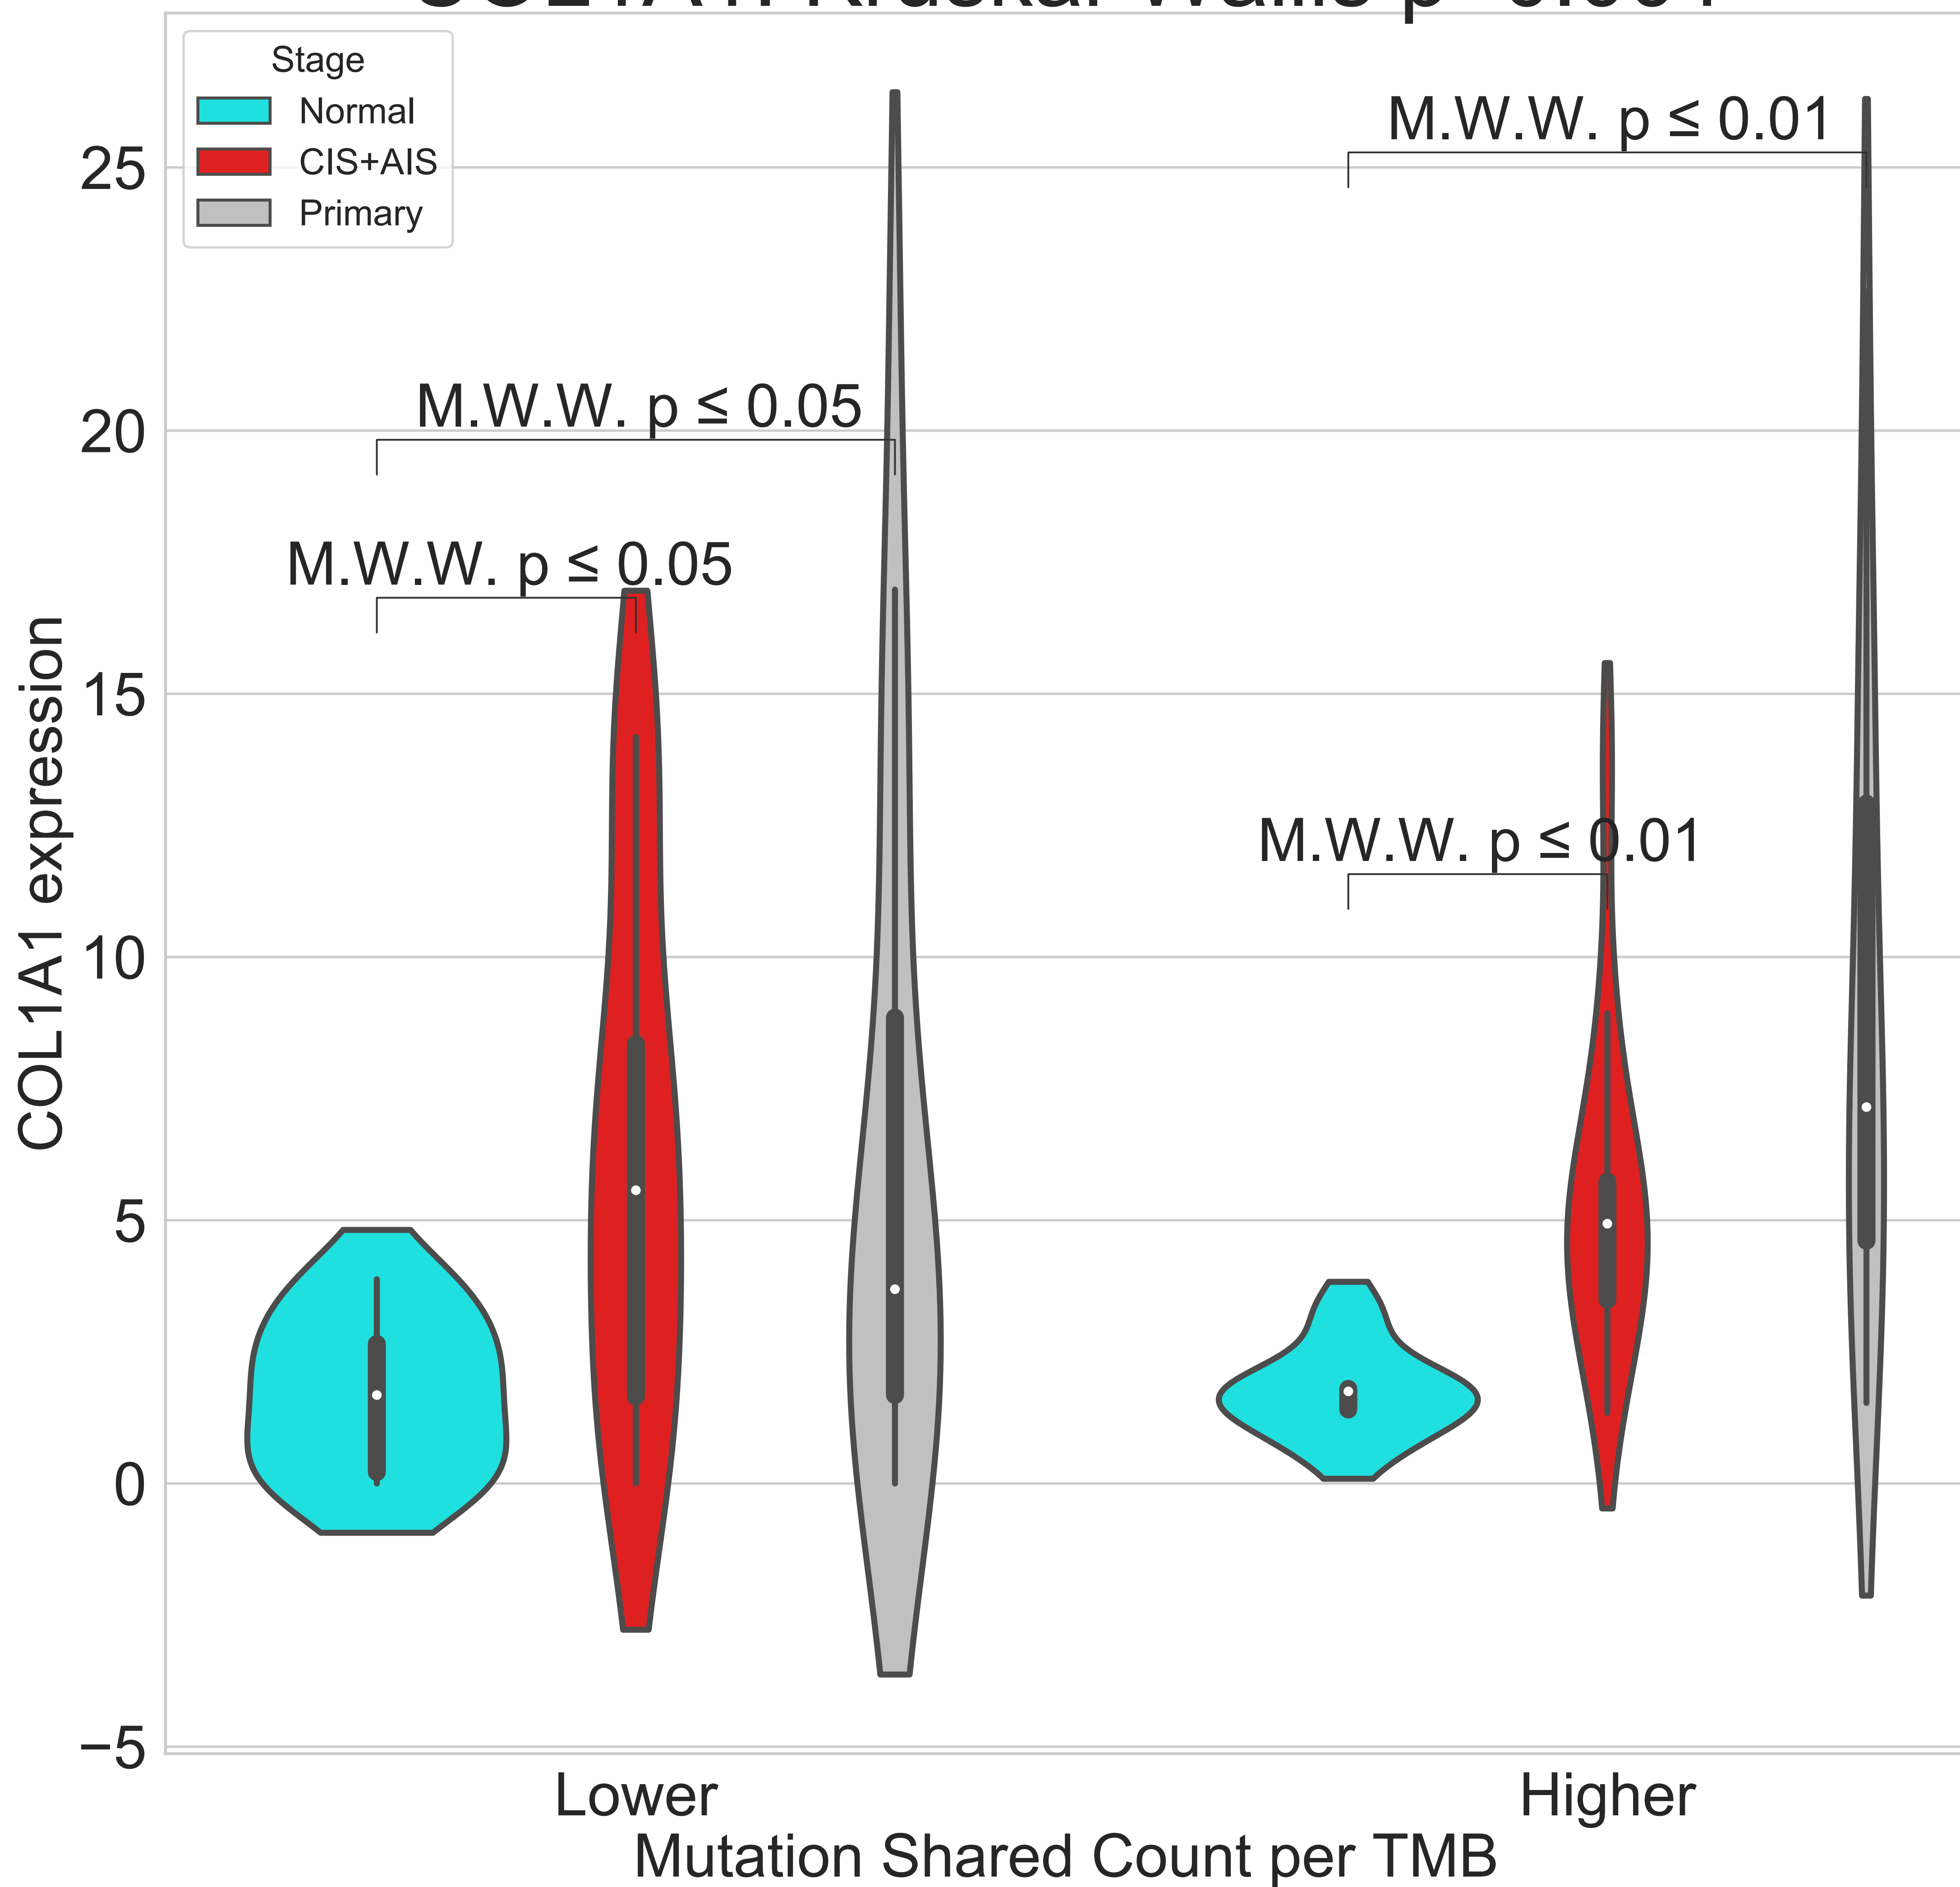 Stage
Normal
CIS+AIS
Primary
M.W.W. p ≤ 0.01
M.W.W. p ≤ 0.05
M.W.W. p ≤ 0.05
M.W.W. p ≤ 0.01
COL1A1 expression
25
20
15
10
5
0
−5
Lower
Higher
Mutation Shared Count per TMB